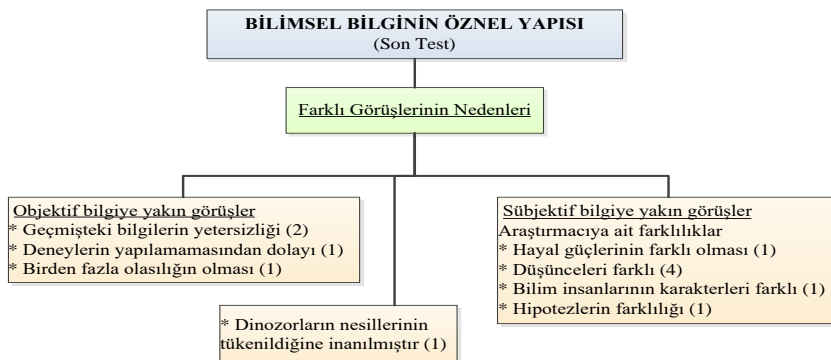 BİLİMSEL BİLGİNİN ÖZNEL YAPISI
(Son Test)
Farklı Görüşlerinin Nedenleri
Objektif bilgiye yakın görüşler
* Geçmişteki bilgilerin yetersizliği (2)
* Deneylerin yapılamamasından dolayı (1)
* Birden fazla olasılığın olması (1)
* Dinozorların nesillerinin
tükenildiğine inanılmıştır (1)
Sübjektif bilgiye yakın görüşler
Araştırmacıya ait farklılıklar
* Hayal güçlerinin farklı olması (1)
* Düşünceleri farklı (4)
* Bilim insanlarının karakterleri farklı (1)
* Hipotezlerin farklılığı (1)